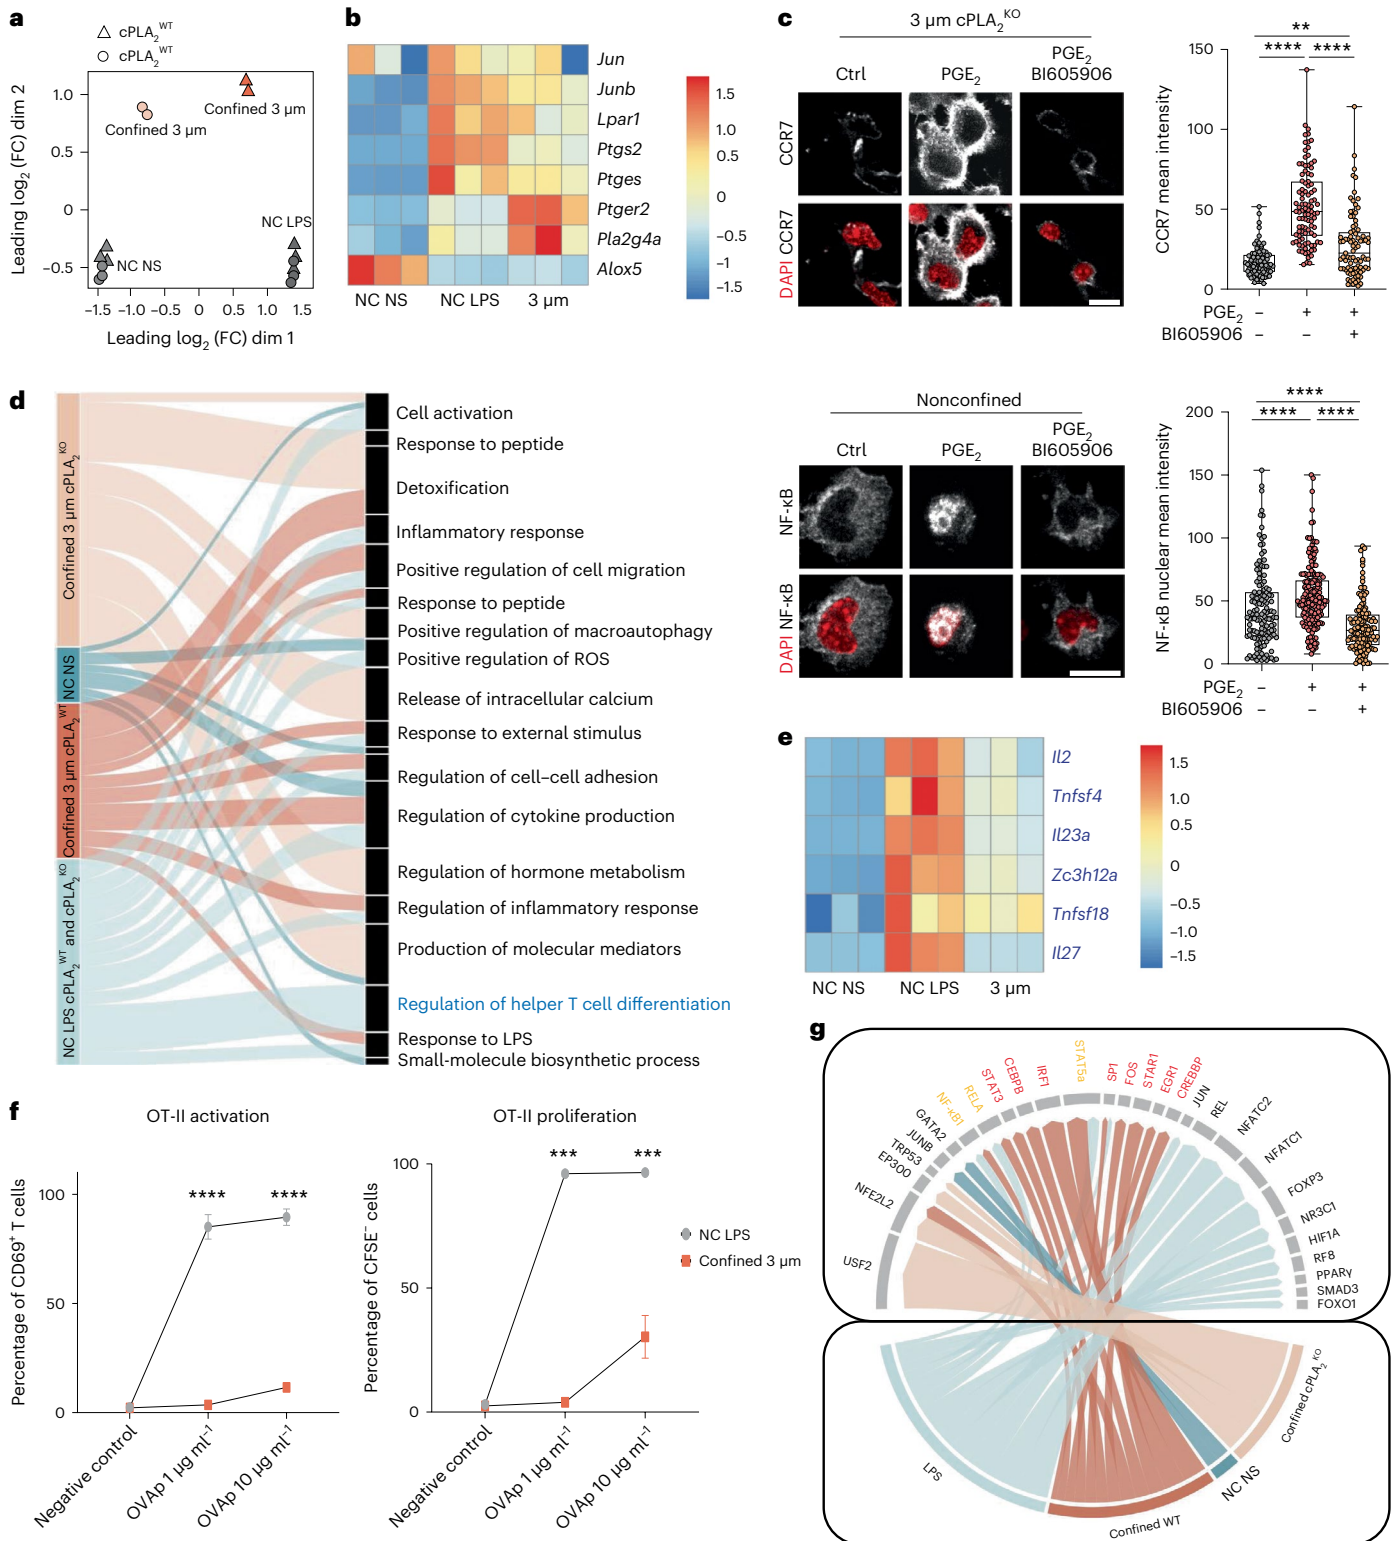 a
△ cPLA2WT
○ cPLA2WT
Leading log2 (FC) dim 2
1.0
0.5
0
−0.5
Confined 3 µm
Confined 3 µm
NC LPS
NC NS
−1.5 −1.0 −0.5 0 0.5 1.0 1.5
Leading log2 (FC) dim 1
b
Jun
Junb
Lpar1
Ptgs2
Ptges
Ptger2
Pla2g4a
Alox5
NC NS NC LPS 3 µm
1.5
1.0
0.5
0
−0.5
−1
−1.5
c
3 µm cPLA2KO
Ctrl
PGE2
PGE2
BI605906
CCR7
DAPI CCR7
CCR7 mean intensity
150
100
50
0
**
**** ****
PGE2 − + +
BI605906 − − +
Nonconfined
Ctrl
PGE2
PGE2
BI605906
NF-κB
DAPI NF-κB
NF-κB nuclear mean intensity
200
150
100
50
0
****
**** ****
PGE2 − + +
BI605906 − − +
d
Confined 3 µm cPLA2KO
NC NS
Confined 3 µm cPLA2WT
NC LPS cPLA2WT and cPLA2KO
Cell activation
Response to peptide
Detoxification
Inflammatory response
Positive regulation of cell migration
Response to peptide
Positive regulation of macroautophagy
Positive regulation of ROS
Release of intracellular calcium
Response to external stimulus
Regulation of cell–cell adhesion
Regulation of cytokine production
Regulation of hormone metabolism
Regulation of inflammatory response
Production of molecular mediators
Regulation of helper T cell differentiation
Response to LPS
Small-molecule biosynthetic process
e
Il2
Tnfsf4
Il23a
Zc3h12a
Tnfsf18
Il27
NC NS NC LPS 3 µm
1.5
1.0
0.5
0
−0.5
−1.0
−1.5
f
OT-II activation
Percentage of CD69+ T cells
100
50
0
**** ****
Negative control
OVAp 1 µg ml−1
OVAp 10 µg ml−1
OT-II proliferation
Percentage of CFSE− cells
100
50
0
*** ***
Negative control
OVAp 1 µg ml−1
OVAp 10 µg ml−1
NC LPS
Confined 3 µm
g
USF2
NFE2L2
EP300
TRP53
JUNB
GATA2
NF-κB1
RELA
STAT3
CEBPB
IRF1
STAT5a
SP1
FOS
STAR1
EGR1
CREBBP
JUN
REL
NFATC2
NFATC1
FOXP3
NR3C1
HIF1A
RF8
PPARγ
SMAD3
FOXO1
LPS
Confined WT
NC NS
Confined cPLA2KO